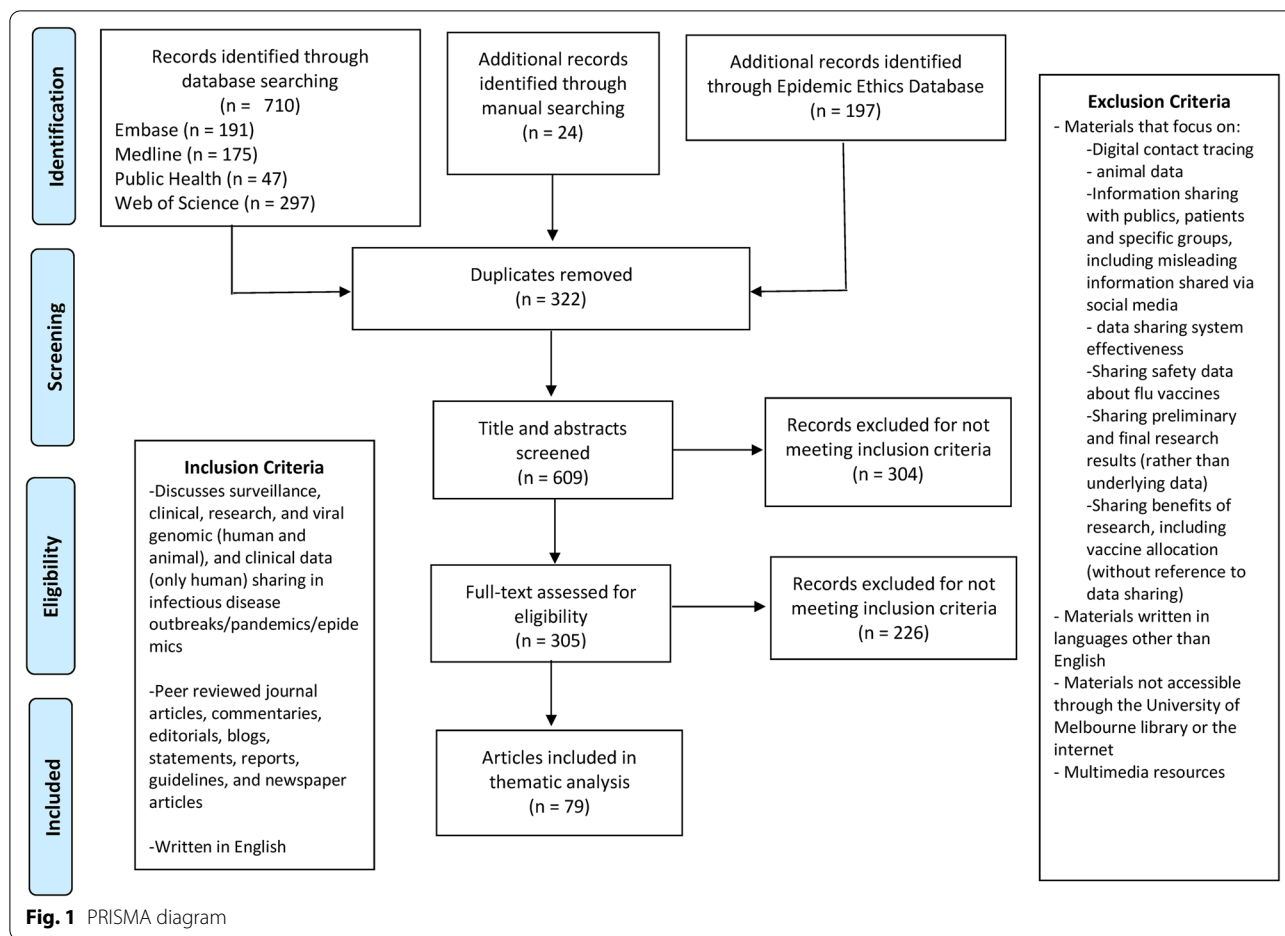 Identification
Records identified through
database searching
(n = 710)
Embase (n = 191)
Medline (n = 175)
Public Health (n = 47)
Web of Science (n = 297)
Additional records
identified through
manual searching
(n = 24)
Additional records identified
through Epidemic Ethics Database
(n = 197)
Screening
Duplicates removed
(n = 322)
Title and abstracts
screened
(n = 609)
Records excluded for not
meeting inclusion criteria
(n = 304)
Eligibility
Full-text assessed for
eligibility
(n = 305)
Records excluded for not
meeting inclusion criteria
(n = 226)
Included
Articles included in
thematic analysis
(n = 79)
Inclusion Criteria
-Discusses surveillance,
clinical, research, and viral
genomic (human and
animal), and clinical data
(only human) sharing in
infectious disease
outbreaks/pandemics/epide
mics
-Peer reviewed journal
articles, commentaries,
editorials, blogs,
statements, reports,
guidelines, and newspaper
articles
-Written in English
Exclusion Criteria
- Materials that focus on:
-Digital contact tracing
- animal data
-Information sharing
with publics, patients
and specific groups,
including misleading
information shared via
social media
- data sharing system
effectiveness
-Sharing safety data
about flu vaccines
-Sharing preliminary
and final research
results (rather than
underlying data)
-Sharing benefits of
research, including
vaccine allocation
(without reference to
data sharing)
- Materials written in
languages other than
English
- Materials not accessible
through the University of
Melbourne library or the
internet
- Multimedia resources
Fig. 1 PRISMA diagram